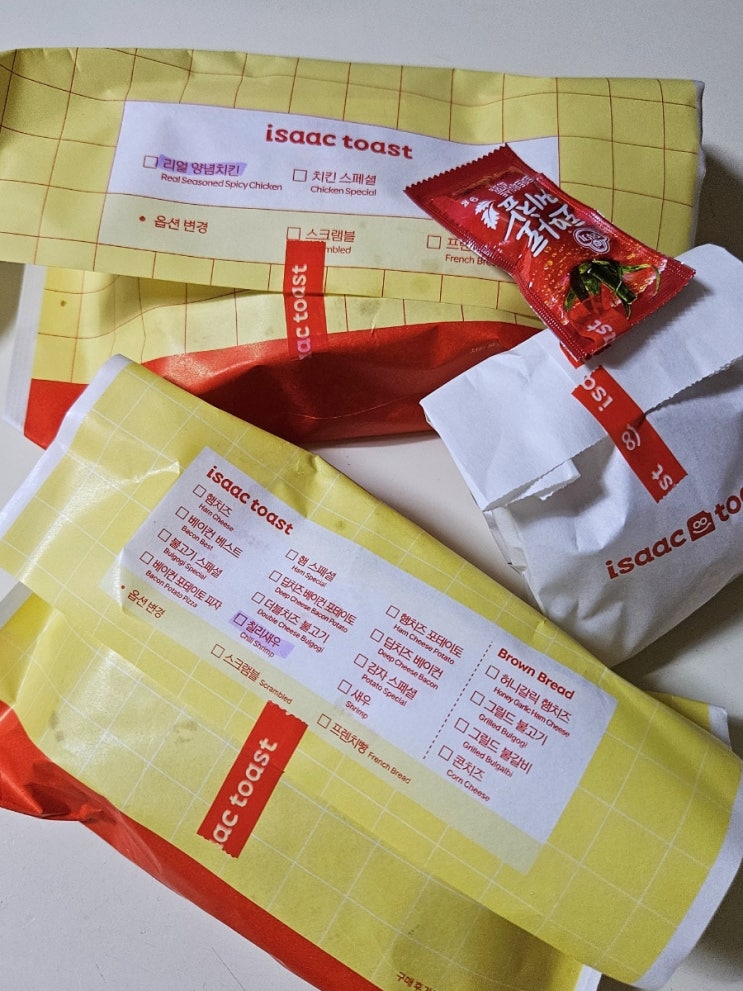 isaac toast
리얼 양념치킨
Real Seasoned Spicy Chicken
치킨 스페셜
Chicken Special
• 옵션 변경
스크램블
French
ac toast
isaac toast
햄치즈
Ham Cheese
베이컨 베스트
Bacon Best
불고기 스페셜
Bulgogi Special
베이컨 포테이토 피자
Bacon Potato Pizza
햄 스페셜
Ham Special
딥치즈 베이컨 포테이토
Deep Cheese Bacon Potato
더블치즈 불고기
Double Cheese Bulgogi
칠리새우
Chili Shrimp
햄치즈 포테이토
Ham Cheese Potato
딥치즈 베이컨
Deep Cheese Bacon
감자 스페셜
Potato Special
새우
Shrimp
Brown Bread
허니갈릭 햄치즈
Honey Garlic Ham Cheese
그릴드 불고기
Grilled Bulgogi
그릴드 불갈비
Grilled Bulgalbi
콘치즈
Corn Cheese
• 옵션 변경
스크램블 Scrambled
프렌치빵 French Bread
ac toast
isaac
구매 후